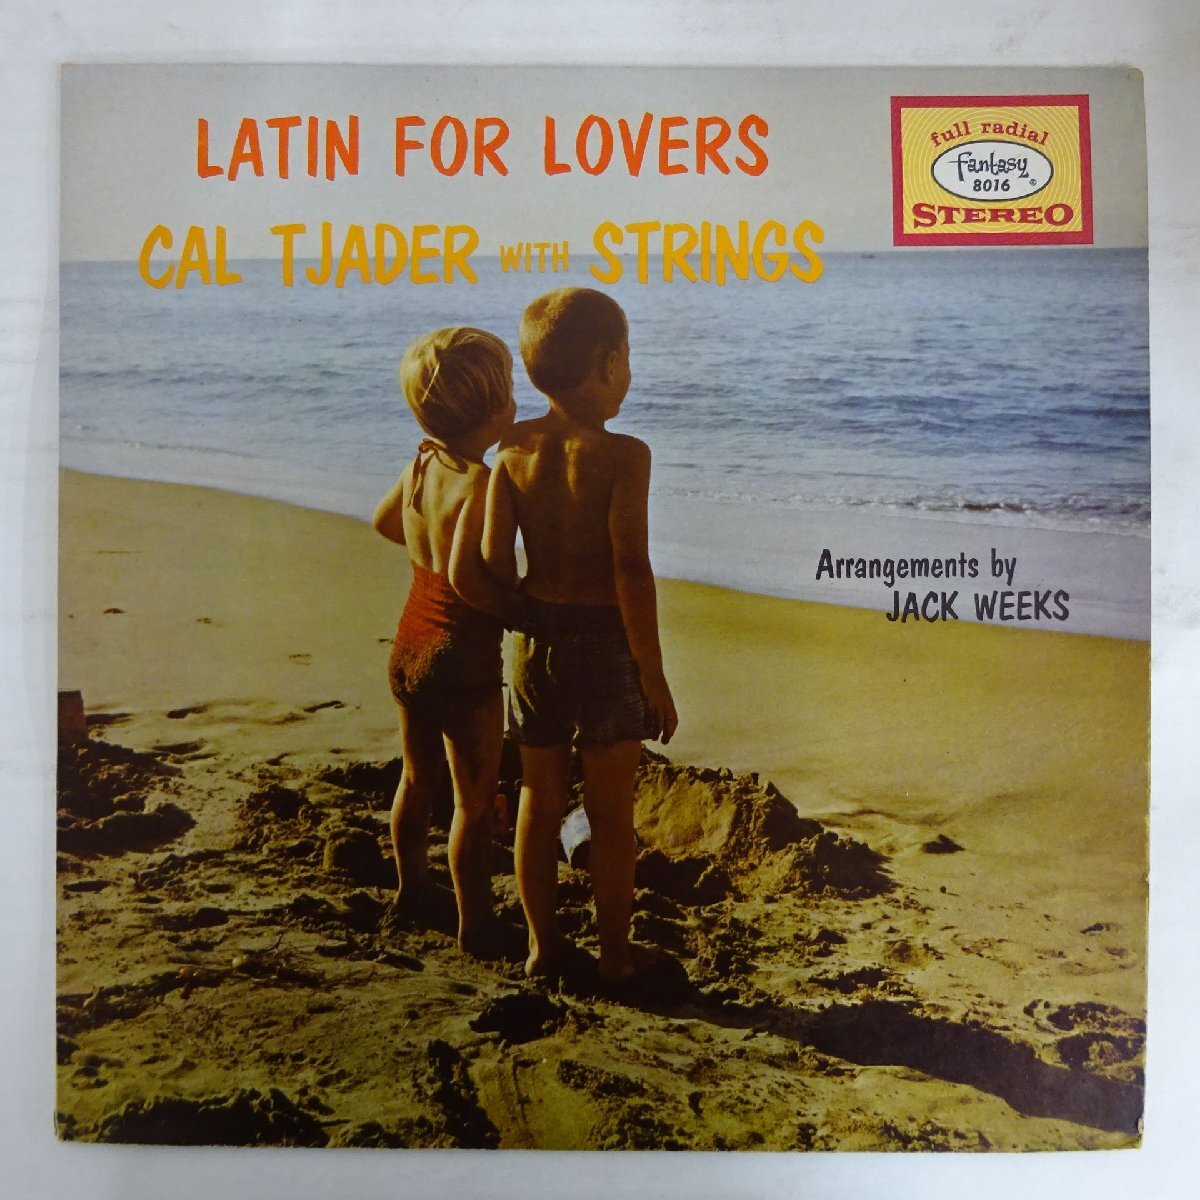 LATIN FOR LOVERS
CAL TJADER WITH STRINGS
full radial
Fantasy
8016 ®
STEREO
Arrangements by
JACK WEEKS